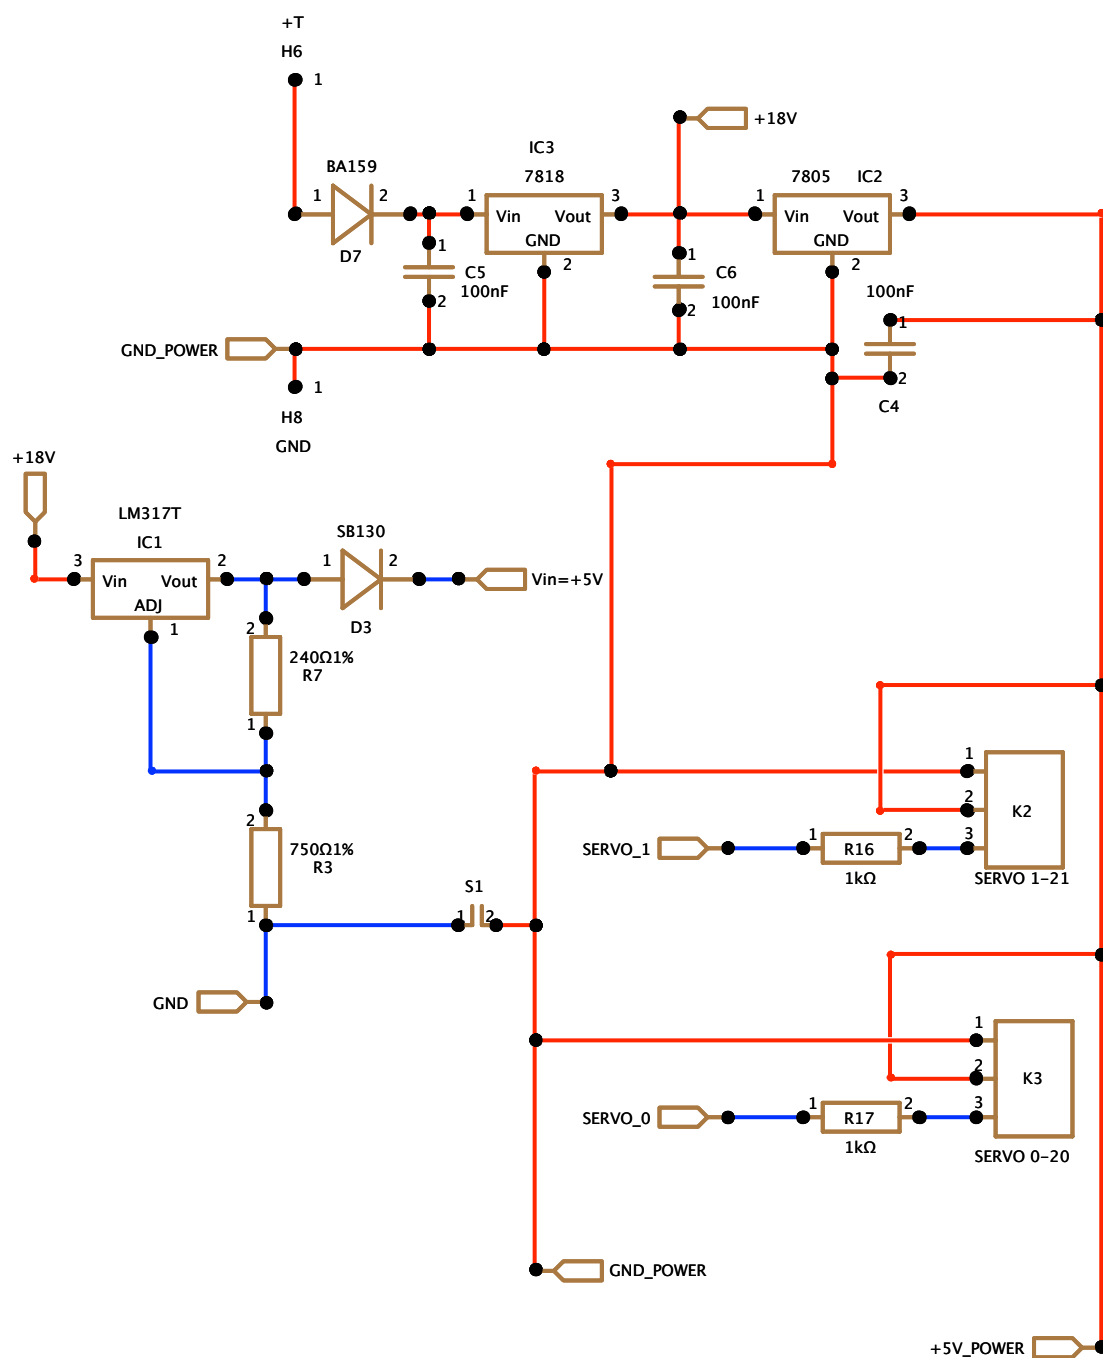 +T
H6
1
+18V
IC3
BA159
7818
7805 IC2
1 2
1 3
1 3
Vin Vout
Vin Vout
GND
GND
D7
1
2
1
2
C5
C6
100nF
100nF
100nF
2
2
1
GND_POWER
2
1
C4
H8
GND
+18V
LM317T
IC1
SB130
3 2
1 2
Vin Vout
Vin=+5V
ADJ
1
2
D3
240Ω1%
R7
1
1
2
K2
2
3
SERVO_1
1 R16 2
750Ω1%
R3
1kΩ
SERVO 1-21
S1
1
1 2
GND
1
2
K3
3
SERVO_0
1 R17 2
1kΩ
SERVO 0-20
GND_POWER
+5V_POWER